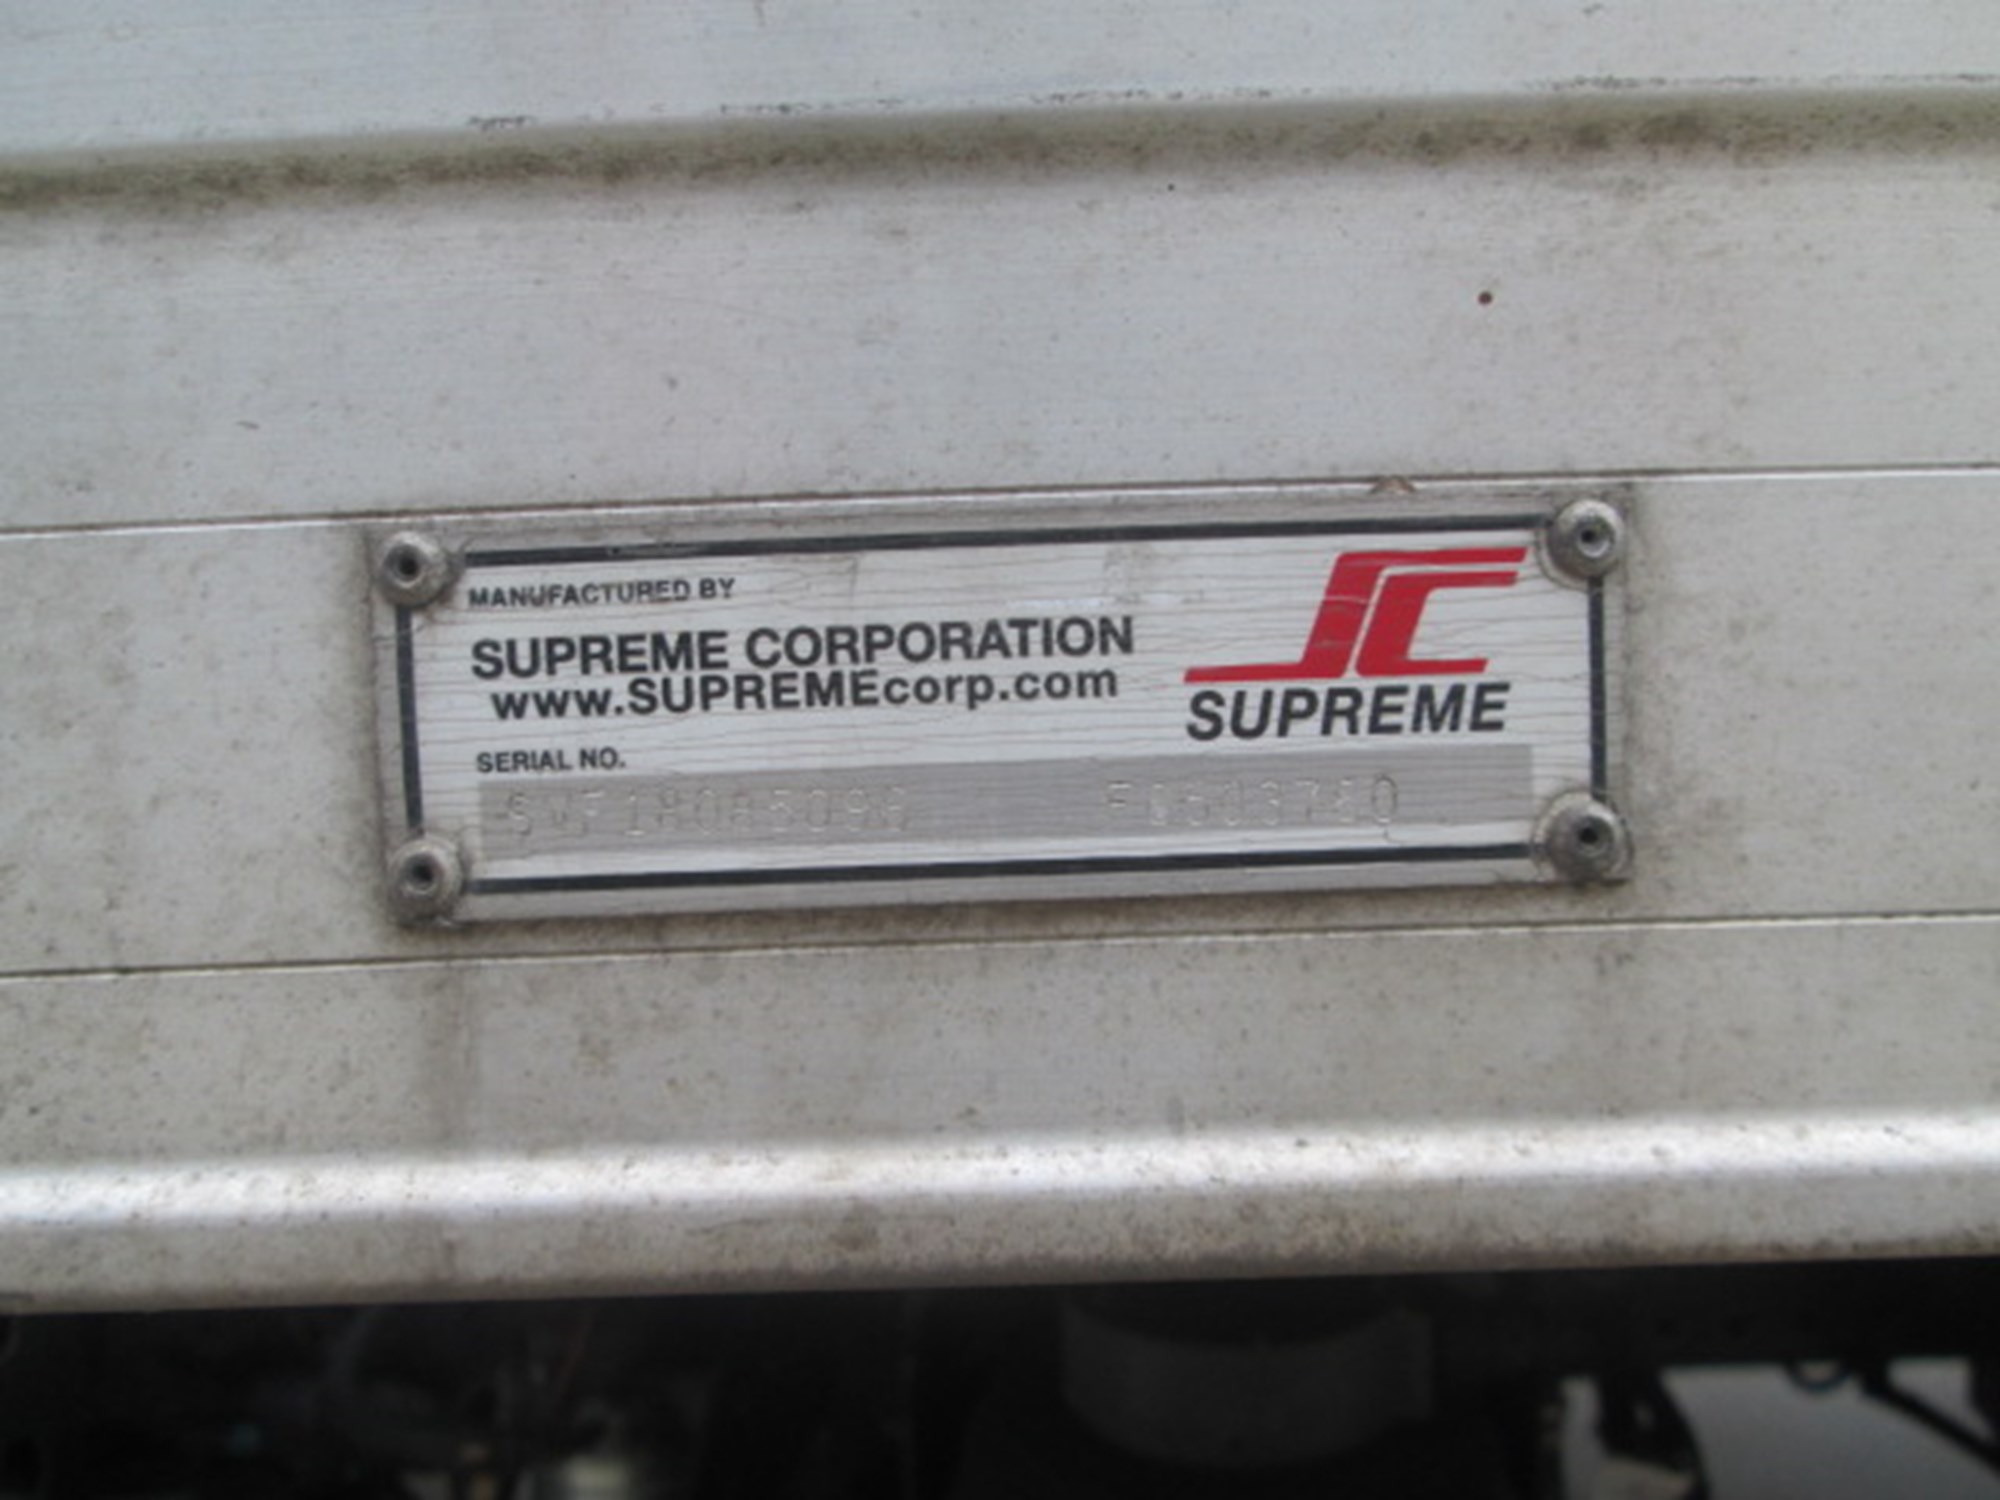 MANUFACTURED BY
SUPREME CORPORATION
www.SUPREMEcorp.com
SUPREME
SERIAL NO.